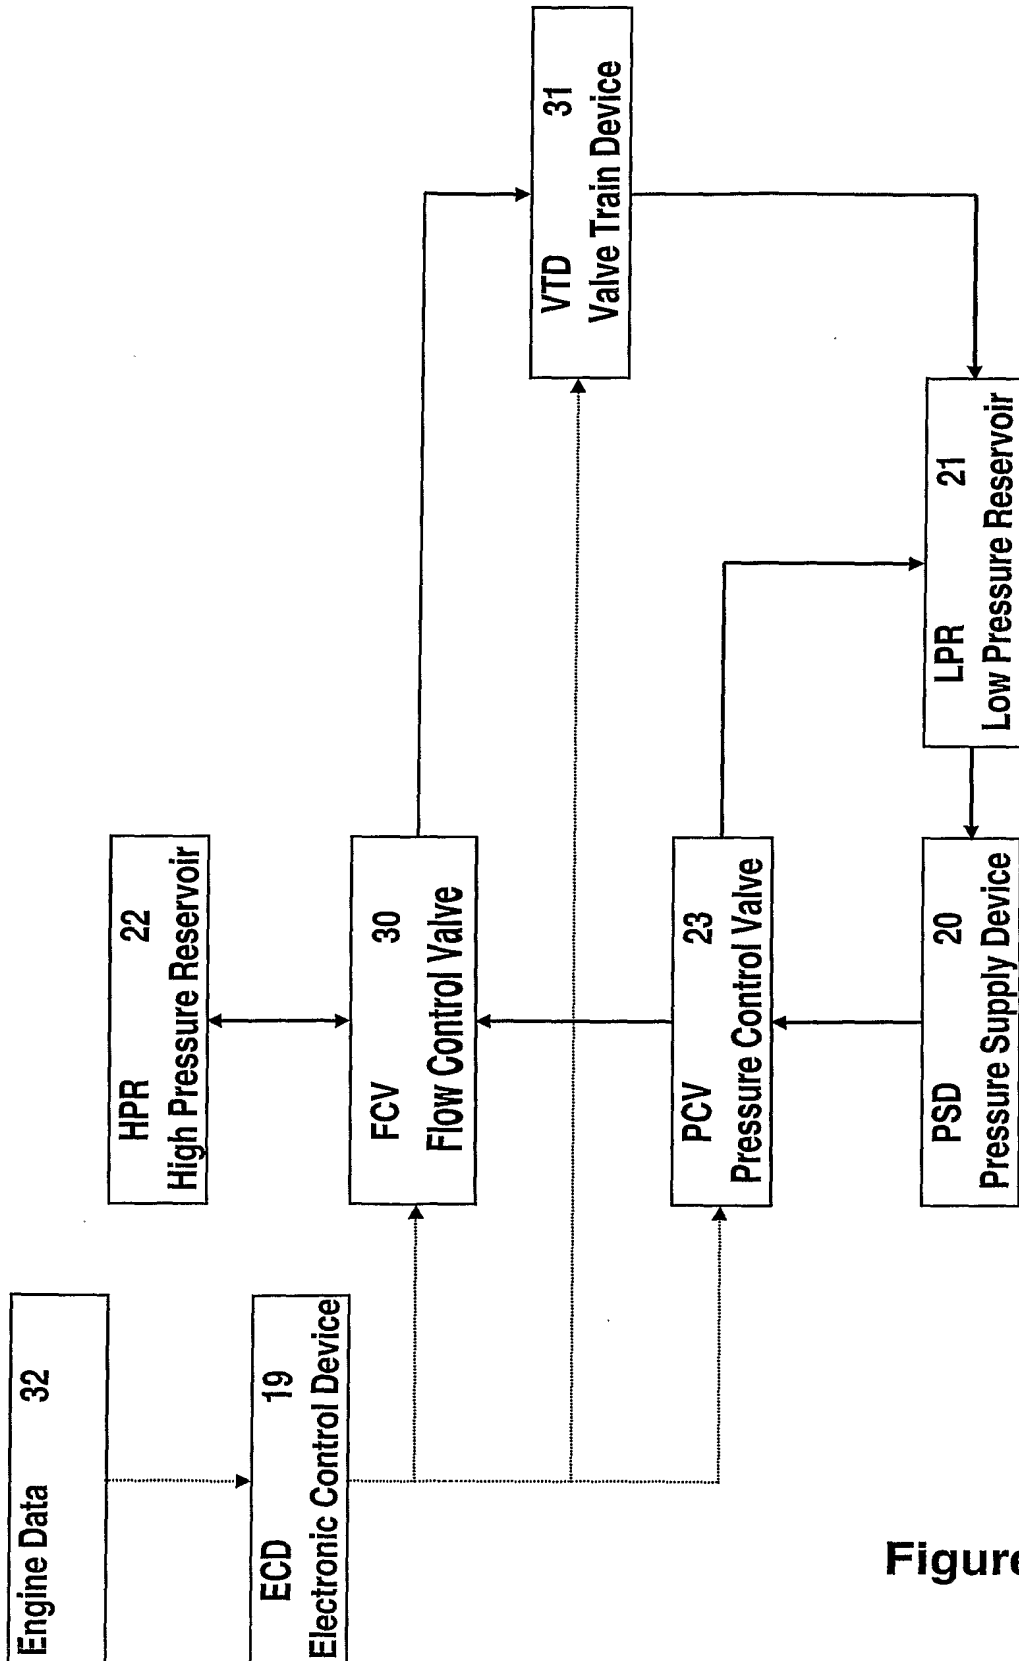 Engine Data 32
ECD 19
Electronic Control Device
HPR 22
High Pressure Reservoir
FCV 30
Flow Control Valve
PCV 23
Pressure Control Valve
PSD 20
Pressure Supply Device
VTD 31
Valve Train Device
LPR 21
Low Pressure Reservoir
Figure